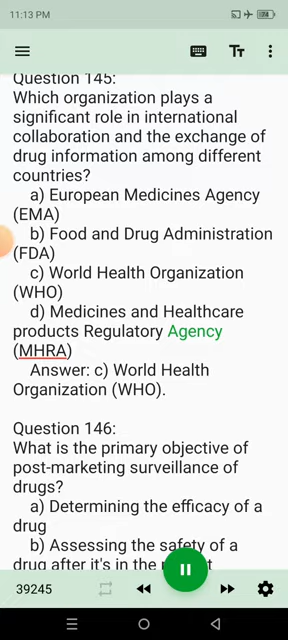 11:13 PM
Question 145:
Which organization plays a
significant role in international
collaboration and the exchange of
drug information among different
countries?
a) European Medicines Agency
(EMA)
b) Food and Drug Administration
(FDA)
c) World Health Organization
(WHO)
d) Medicines and Healthcare
products Regulatory Agency
(MHRA)
Answer: c) World Health
Organization (WHO).
Question 146:
What is the primary objective of
post-marketing surveillance of
drugs?
a) Determining the efficacy of a
drug
b) Assessing the safety of a
drug after it's in the
39245